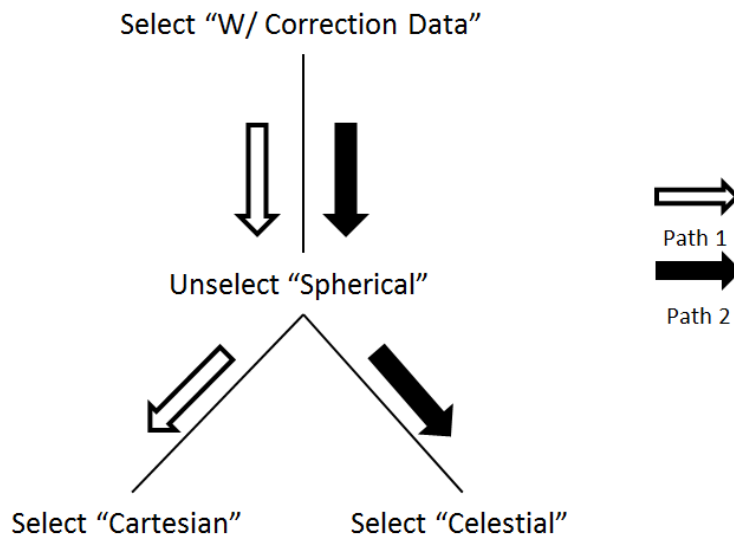 Select “W/ Correction Data”
Path 1
Unselect “Spherical”
Path 2
Select “Cartesian”
Select “Celestial”